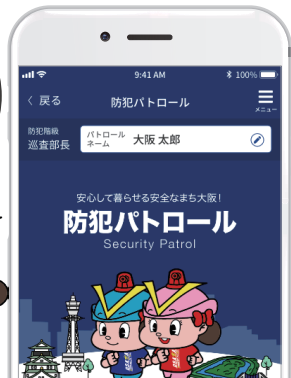 9:41 AM
100%
戻る
防犯パトロール
メニュー
防犯階級
巡査部長
パトロール
ネーム
大阪 太郎
安心して暮らせる安全なまち大阪!
防犯パトロール
Security Patrol